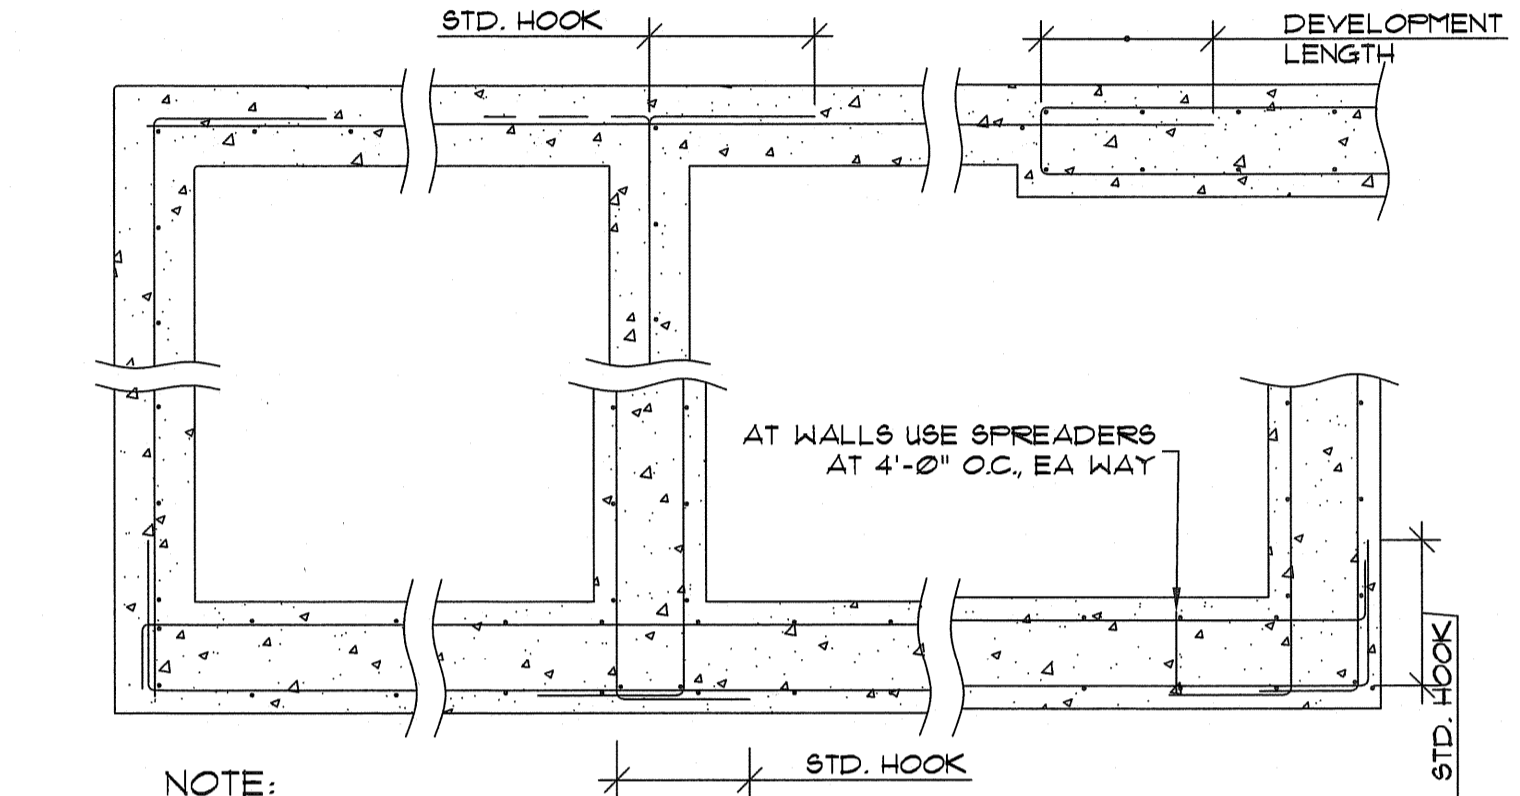 STD. HOOK
DEVELOPMENT
LENGTH
AT WALLS USE SPREADERS
AT 4'-0" O.C., EA WAY
STD. HOOK
STD. HOOK
NOTE: